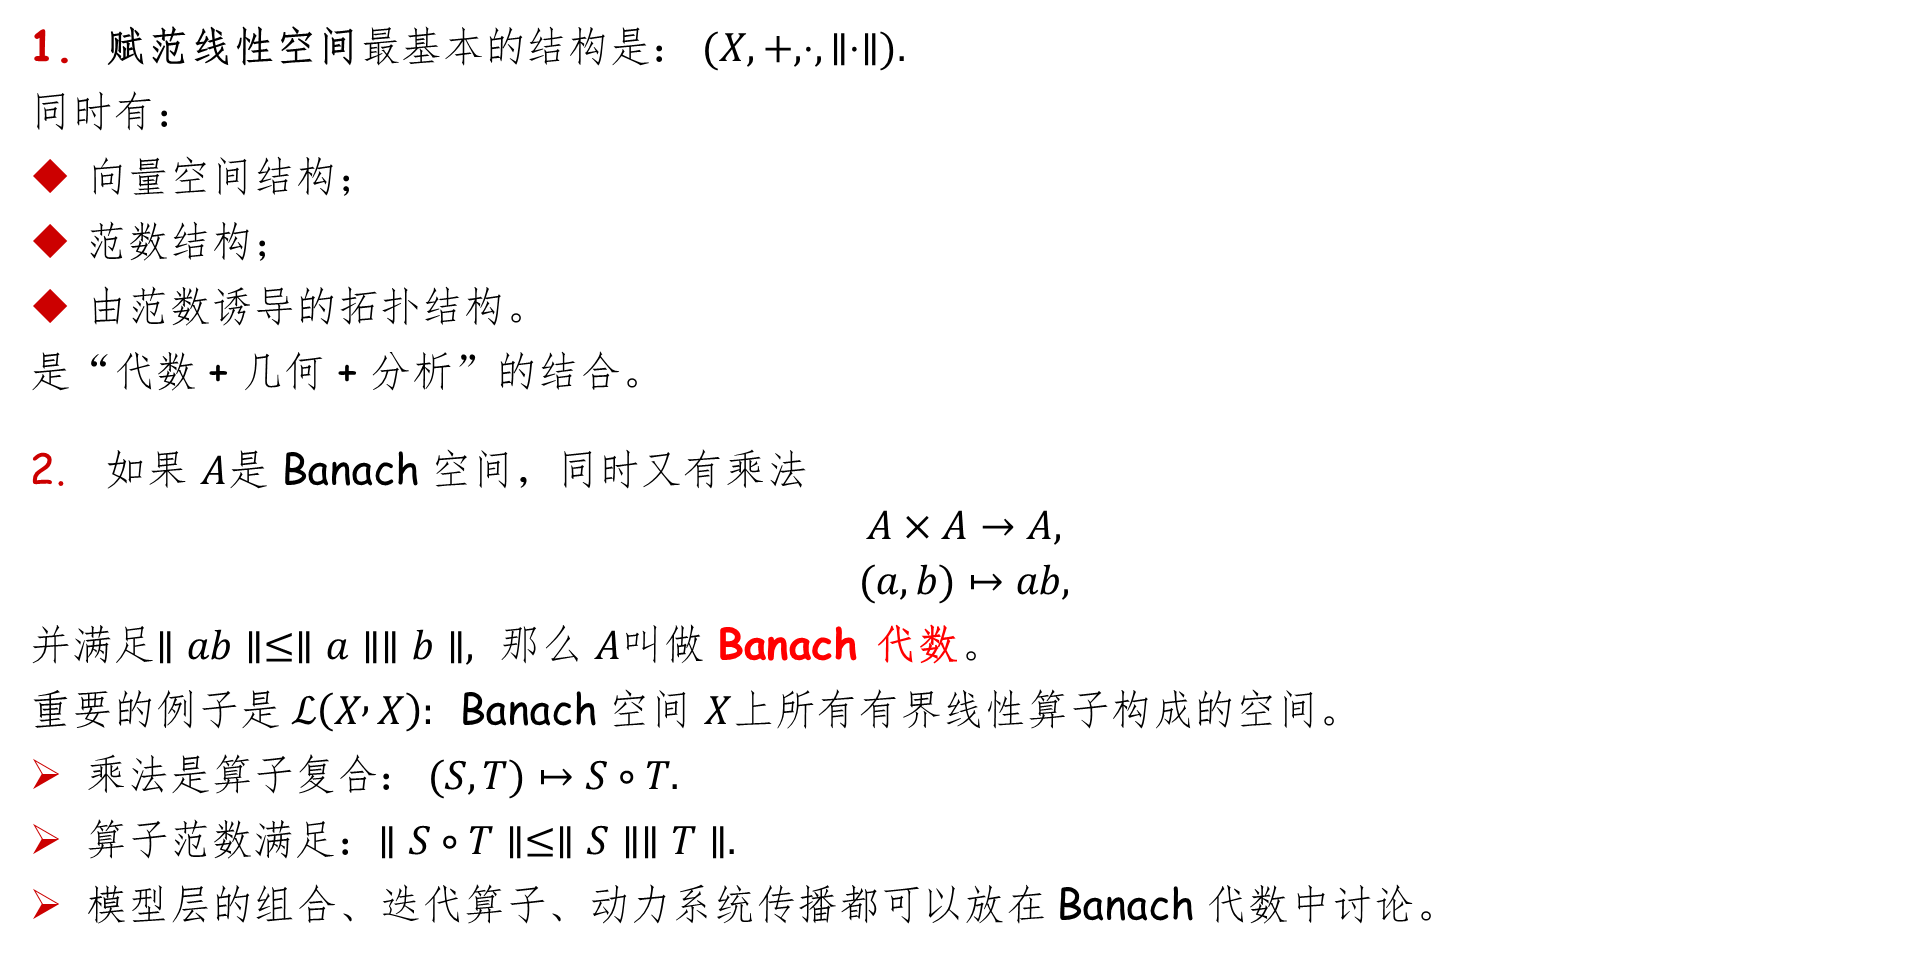 1. 赋范线性空间最基本的结构是： (X, +,·, ‖·‖).
同时有：
◆ 向量空间结构；
◆ 范数结构；
◆ 由范数诱导的拓扑结构。
是“代数 + 几何 + 分析”的结合。
2. 如果 A是 Banach 空间，同时又有乘法
A × A → A,
(a, b) ↦ ab,
并满足‖ ab ‖≤‖ a ‖‖ b ‖, 那么 A叫做 Banach 代数。
重要的例子是 ℒ(X, X): Banach 空间 X上所有有界线性算子构成的空间。
➢ 乘法是算子复合： (S, T) ↦ S ∘ T.
➢ 算子范数满足：‖ S ∘ T ‖≤‖ S ‖‖ T ‖.
➢ 模型层的组合、迭代算子、动力系统传播都可以放在 Banach 代数中讨论。